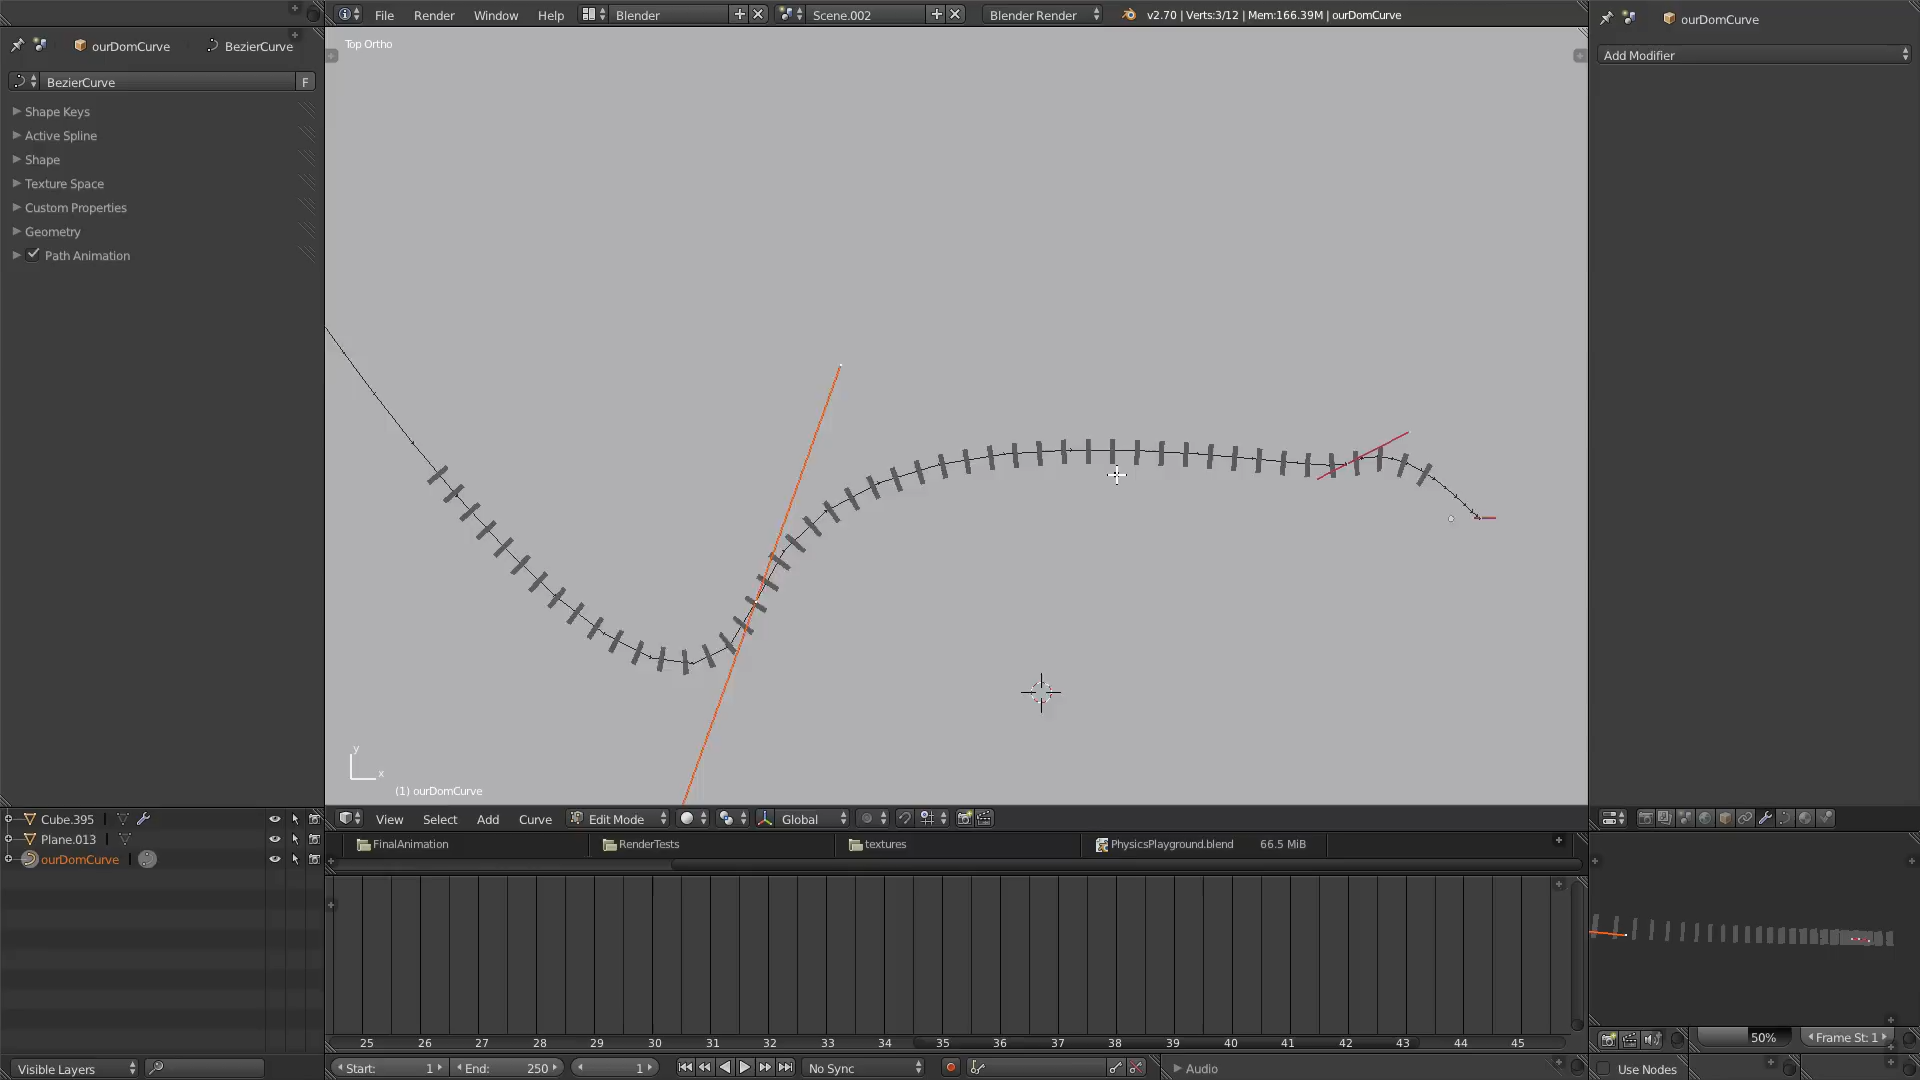 File Render Window Help Blender Scene.002 Blender Render v2.70 | Verts:3/12 | Mem:166.39M | ourDomCurve
ourDomCurve BezierCurve
BezierCurve F
Shape Keys
Active Spline
Shape
Texture Space
Custom Properties
Geometry
Path Animation
Top Ortho
y
x
(1) ourDomCurve
ourDomCurve
Add Modifier
View Select Add Curve Edit Mode Global
Cube.395
Plane.013
ourDomCurve
Visible Layers
FinalAnimation RenderTests textures PhysicsPlayground.blend 66.5 MiB
25 26 27 28 29 30 31 32 33 34 35 36 37 38 39 40 41 42 43 44 45
Start: 1 End: 250 1 No Sync Audio
50% Frame St: 1
Use Nodes